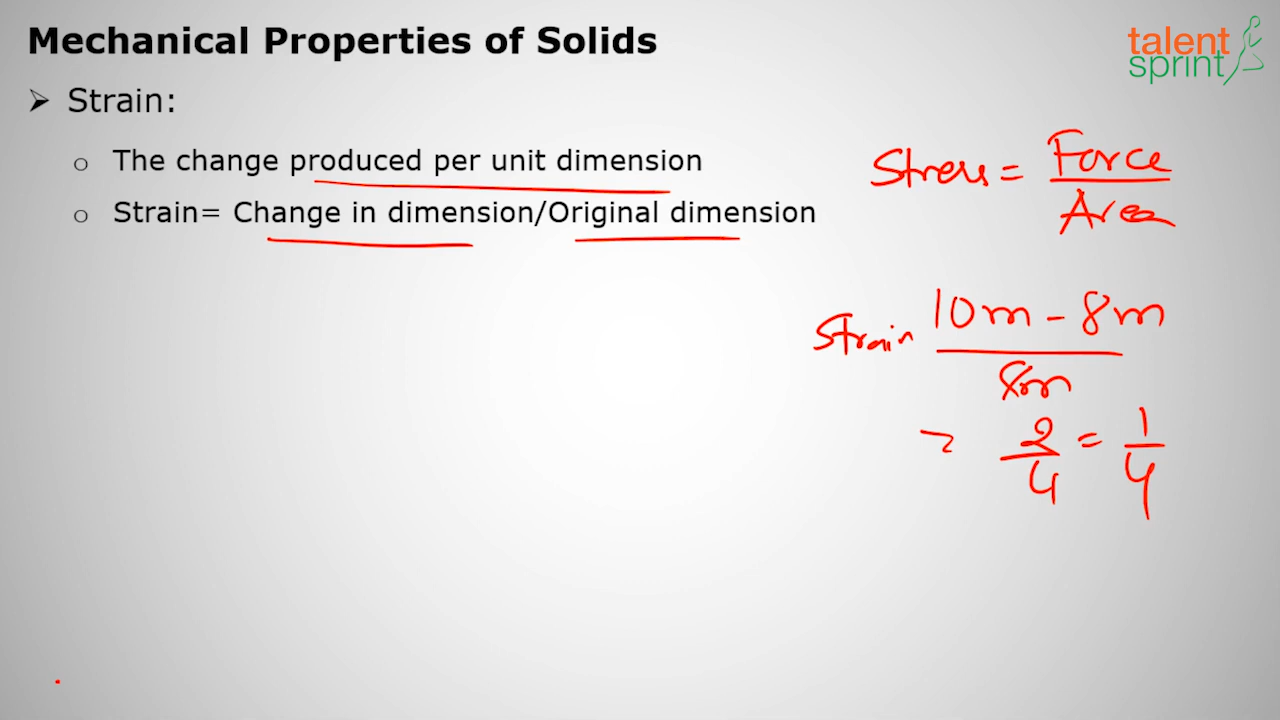 Mechanical Properties of Solids
talent
sprint
➢ Strain:
o The change produced per unit dimension
o Strain= Change in dimension/Original dimension
Stress = Force
Area
Strain 10m - 8m
8m
= 2/4 = 1/4